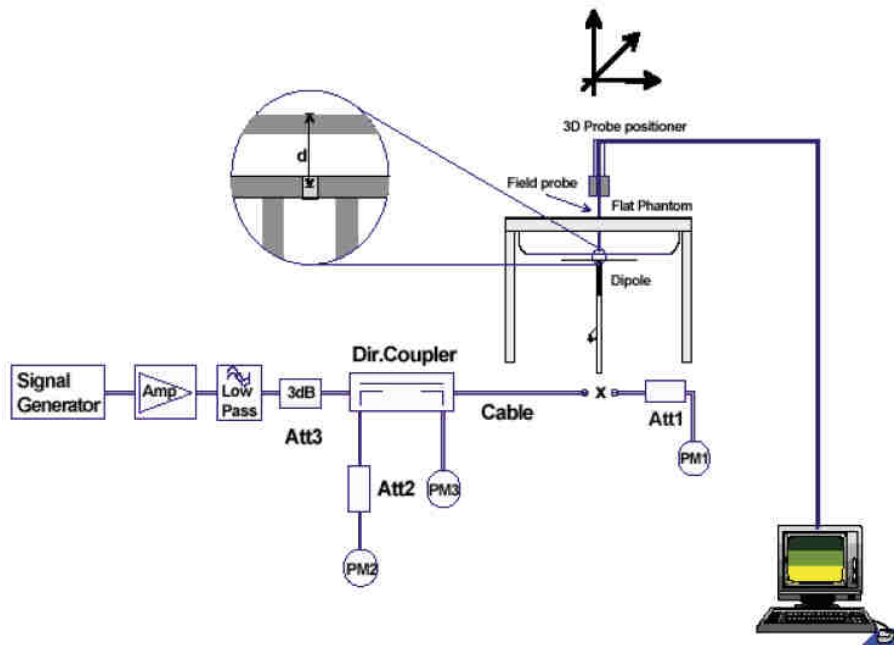 3D Probe positioner
d
Field probe
Flat Phantom
Dipole
Dir.Coupler
Signal
Generator
Amp
Low
Pass
3dB
Cable
x
Att1
Att3
PM1
Att2
PM3
PM2